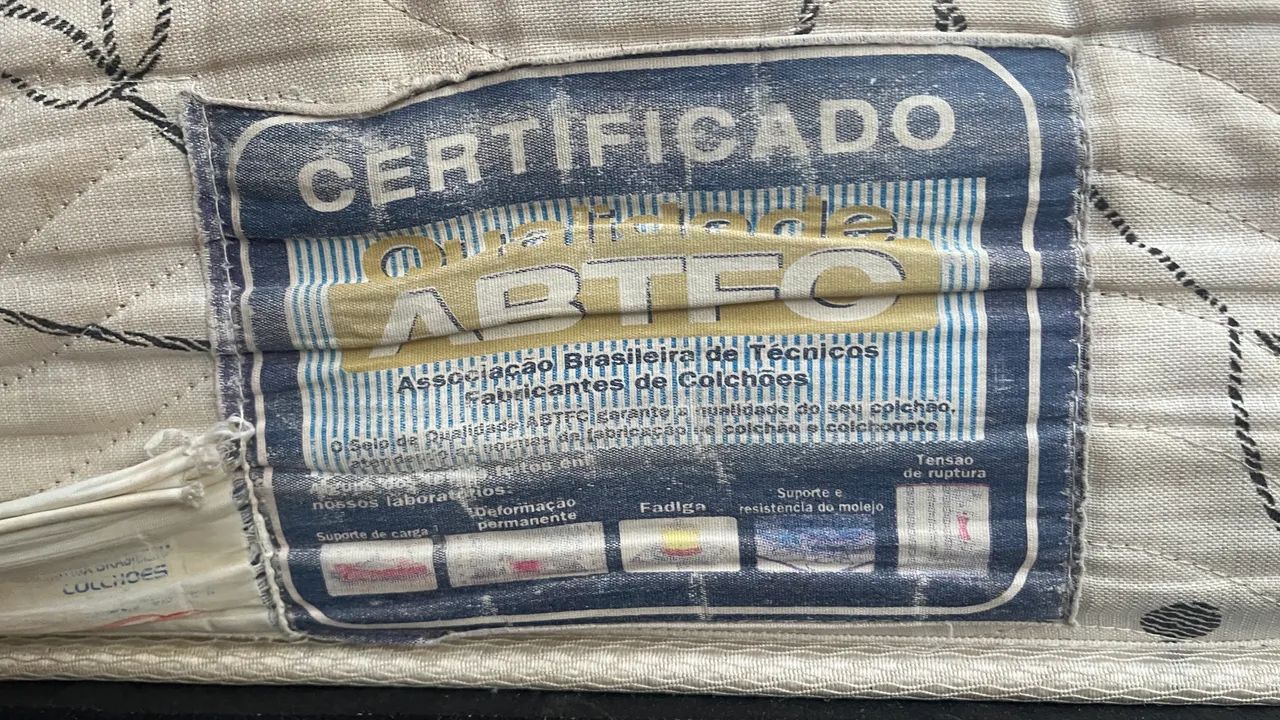 CERTIFICADO
Qualidade
ABTFC
Associação Brasileira de Técnicos
Fabricantes de Colchões
O Selo de Qualidade ABTFC garante a qualidade do seu colchão,
de fabricação de colchão e colchonete
feitos em
nossos laboratórios:
Suporte de carga
Deformação
permanente
Fadiga
Suporte e
resistência do molejo
Tensão
de ruptura
COLCHÕES